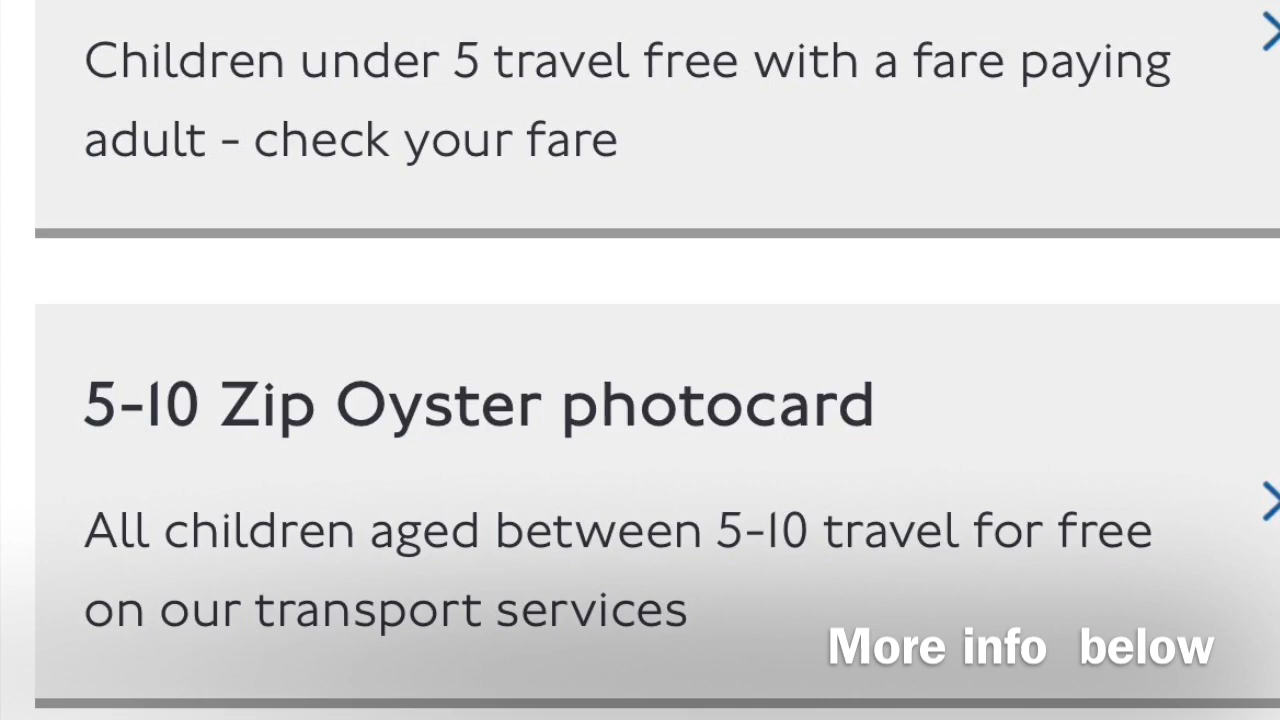 Children under 5 travel free with a fare paying
adult - check your fare
5-10 Zip Oyster photocard
All children aged between 5-10 travel for free
on our transport services
More info below